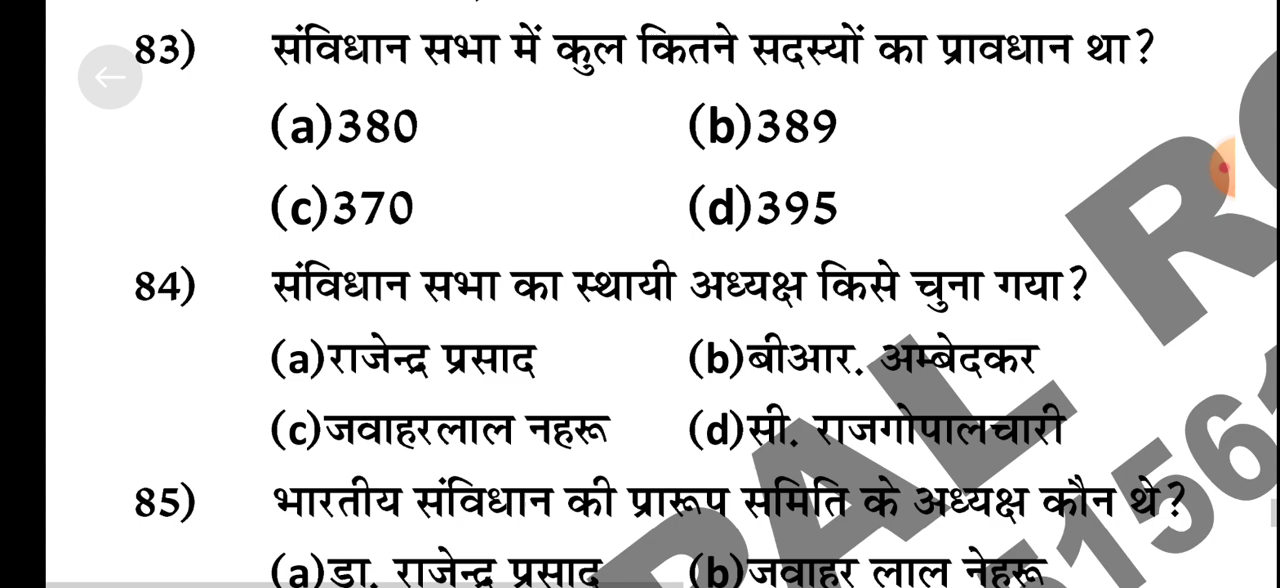 83) संविधान सभा में कुल कितने सदस्यों का प्रावधान था?
(a)380 (b)389
(c)370 (d)395
84) संविधान सभा का स्थायी अध्यक्ष किसे चुना गया?
(a)राजेन्द्र प्रसाद (b)बीआर. अम्बेदकर
(c)जवाहरलाल नहरू (d)सी. राजगोपालचारी
85) भारतीय संविधान की प्रारूप समिति के अध्यक्ष कौन थे?
(a)डा. राजेन्द्र प्रसाद (b)जवाहर लाल नेहरू